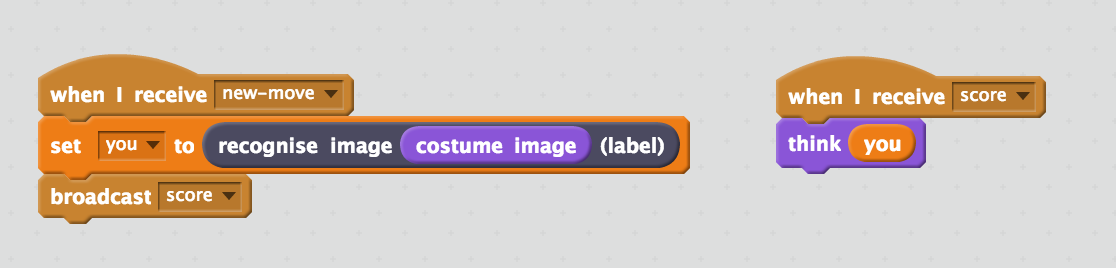 when I receive new-move
set you to recognise image costume image (label)
broadcast score
when I receive score
think you